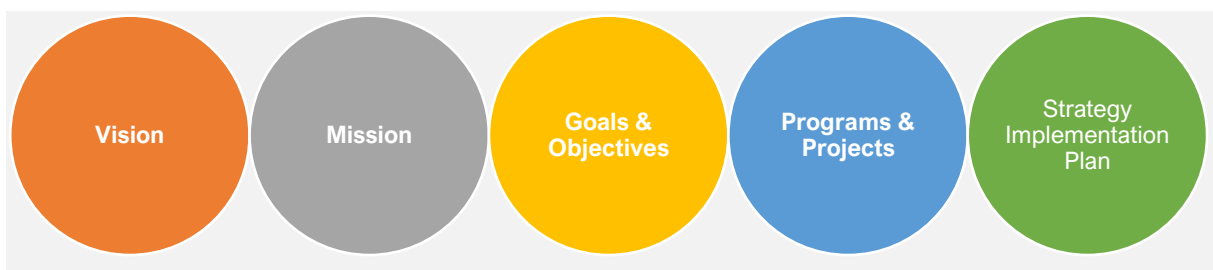 Vision
Mission
Goals &
Objectives
Programs &
Projects
Strategy
Implementation
Plan